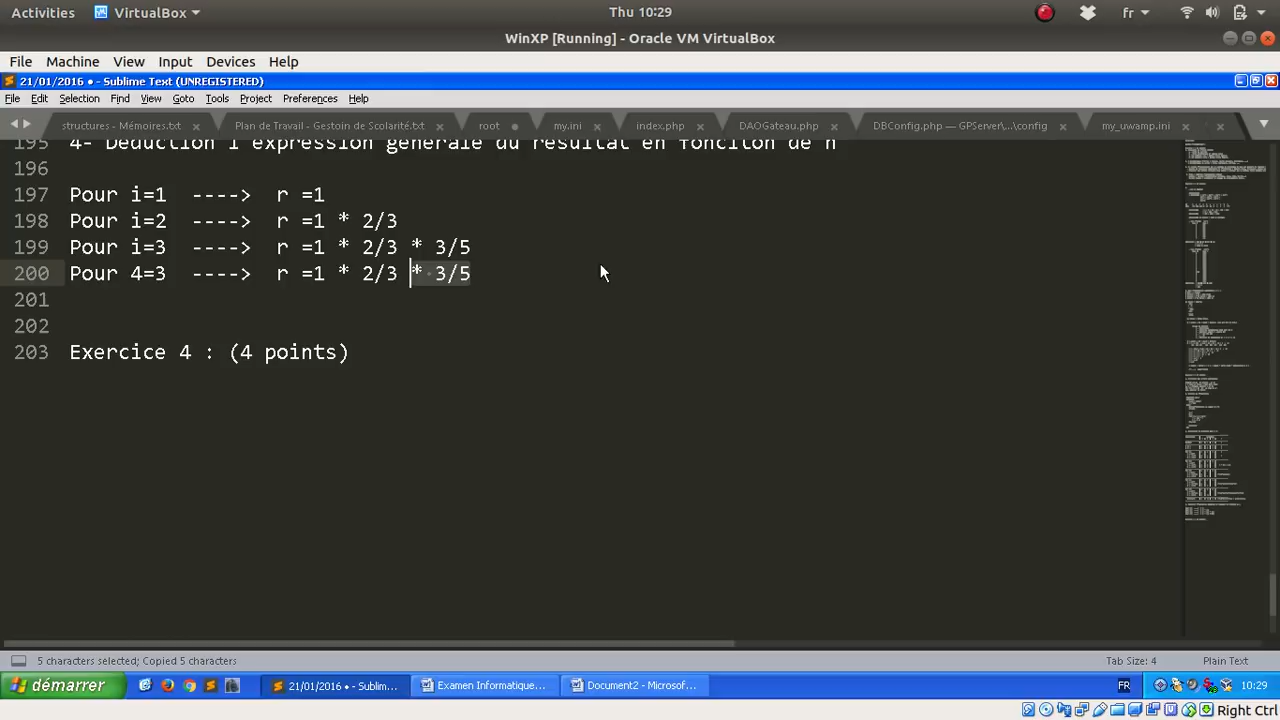 Activities VirtualBox Thu 10:29 fr
WinXP [Running] - Oracle VM VirtualBox
File Machine View Input Devices Help
21/01/2016 • - Sublime Text (UNREGISTERED)
File Edit Selection Find View Goto Tools Project Preferences Help
structures - Mémoires.txt × Plan de Travail - Gestoin de Scolarité.txt × root my.ini × index.php × DAOGateau.php × DBConfig.php — GPServer\...\config × my_uwamp.ini × ×
195 4- Déduction l'expression générale du résultat en fonciton de n
196
197 Pour i=1 ----> r =1
198 Pour i=2 ----> r =1 * 2/3
199 Pour i=3 ----> r =1 * 2/3 * 3/5
200 Pour 4=3 ----> r =1 * 2/3 * 3/5
201
202
203 Exercice 4 : (4 points)
5 characters selected; Copied 5 characters Tab Size: 4 Plain Text
démarrer 21/01/2016 • - Sublim... Examen Informatique... Document2 - Microsof... FR 10:29
Right Ctrl